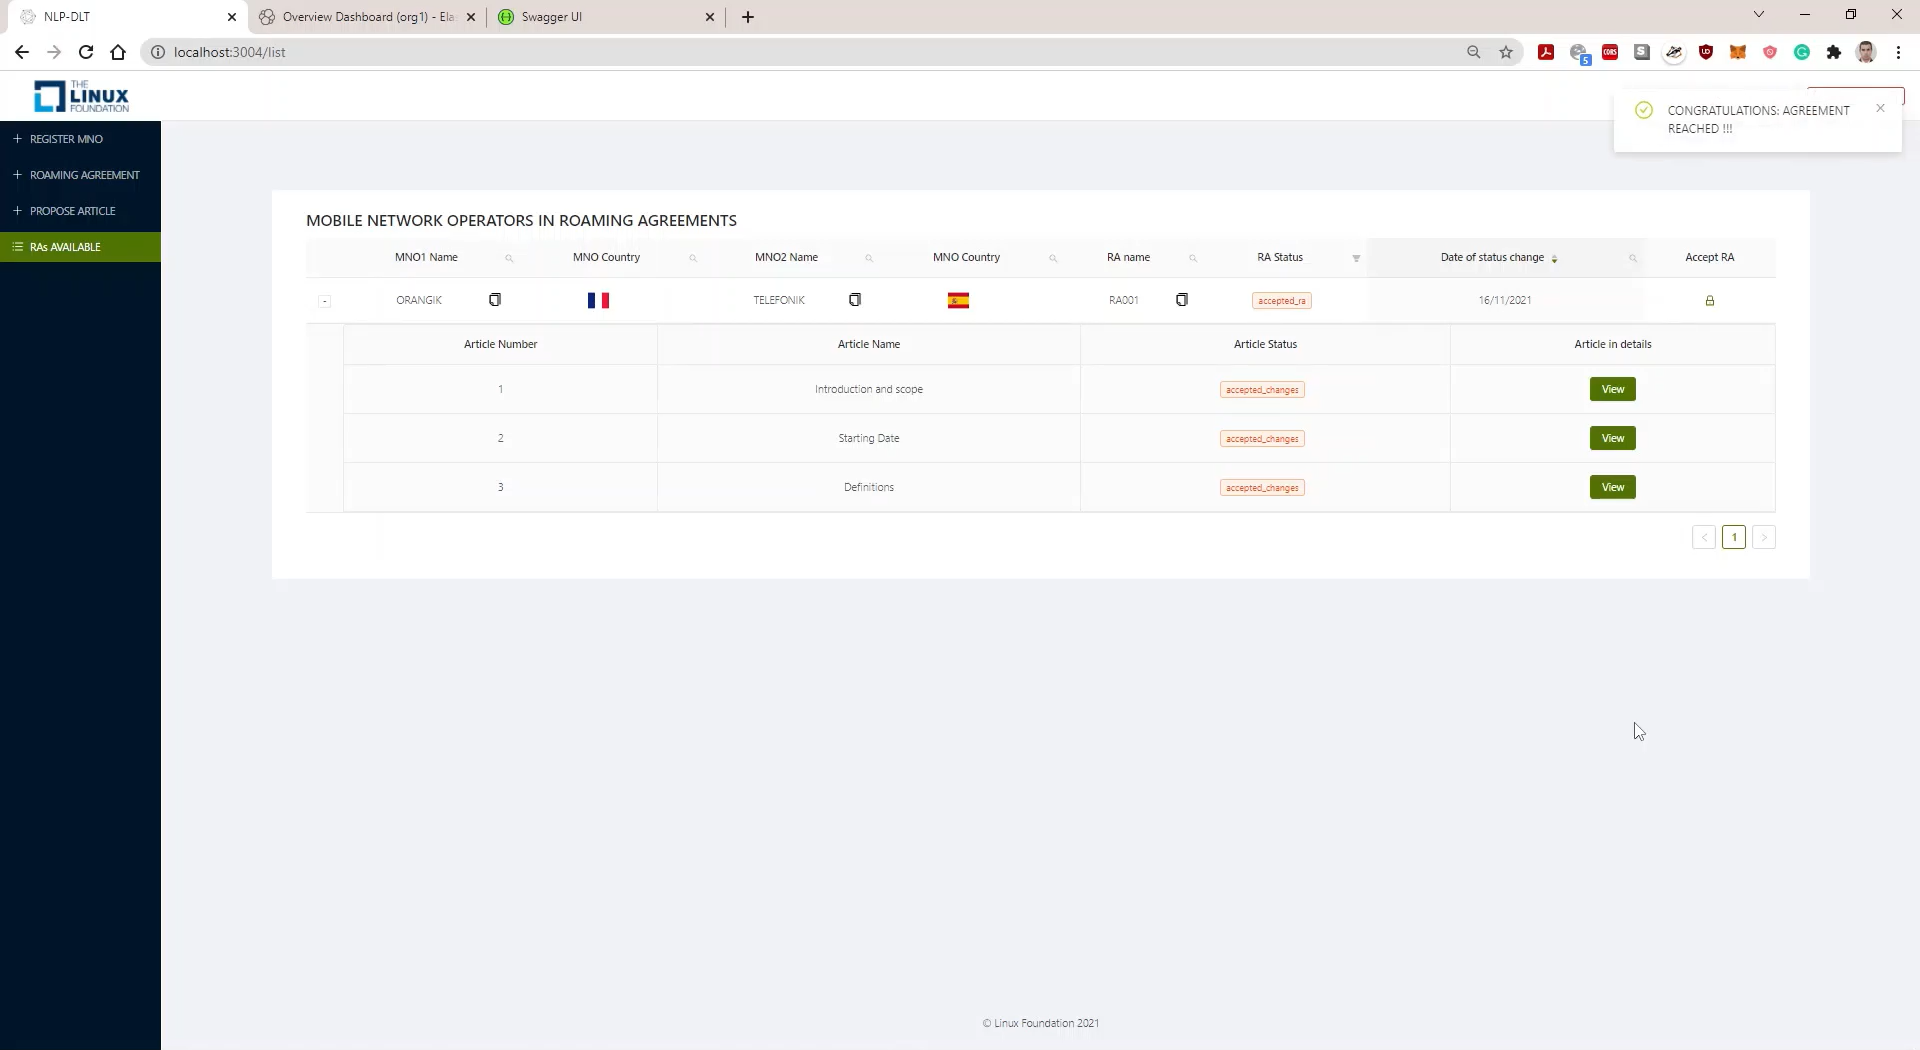 NLP-DLT
Overview Dashboard (org1) - Ela
Swagger UI
localhost:3004/list
5
CORS
S
THE
LINUX
FOUNDATION
CONGRATULATIONS: AGREEMENT
REACHED !!!
+ REGISTER MNO
+ ROAMING AGREEMENT
+ PROPOSE ARTICLE
RAs AVAILABLE
MOBILE NETWORK OPERATORS IN ROAMING AGREEMENTS
MNO1 Name MNO Country MNO2 Name MNO Country RA name RA Status Date of status change Accept RA
- ORANGIK TELEFONIK RA001 accepted_ra 16/11/2021
Article Number Article Name Article Status Article in details
1 Introduction and scope accepted_changes View
2 Starting Date accepted_changes View
3 Definitions accepted_changes View
< 1 >
© Linux Foundation 2021